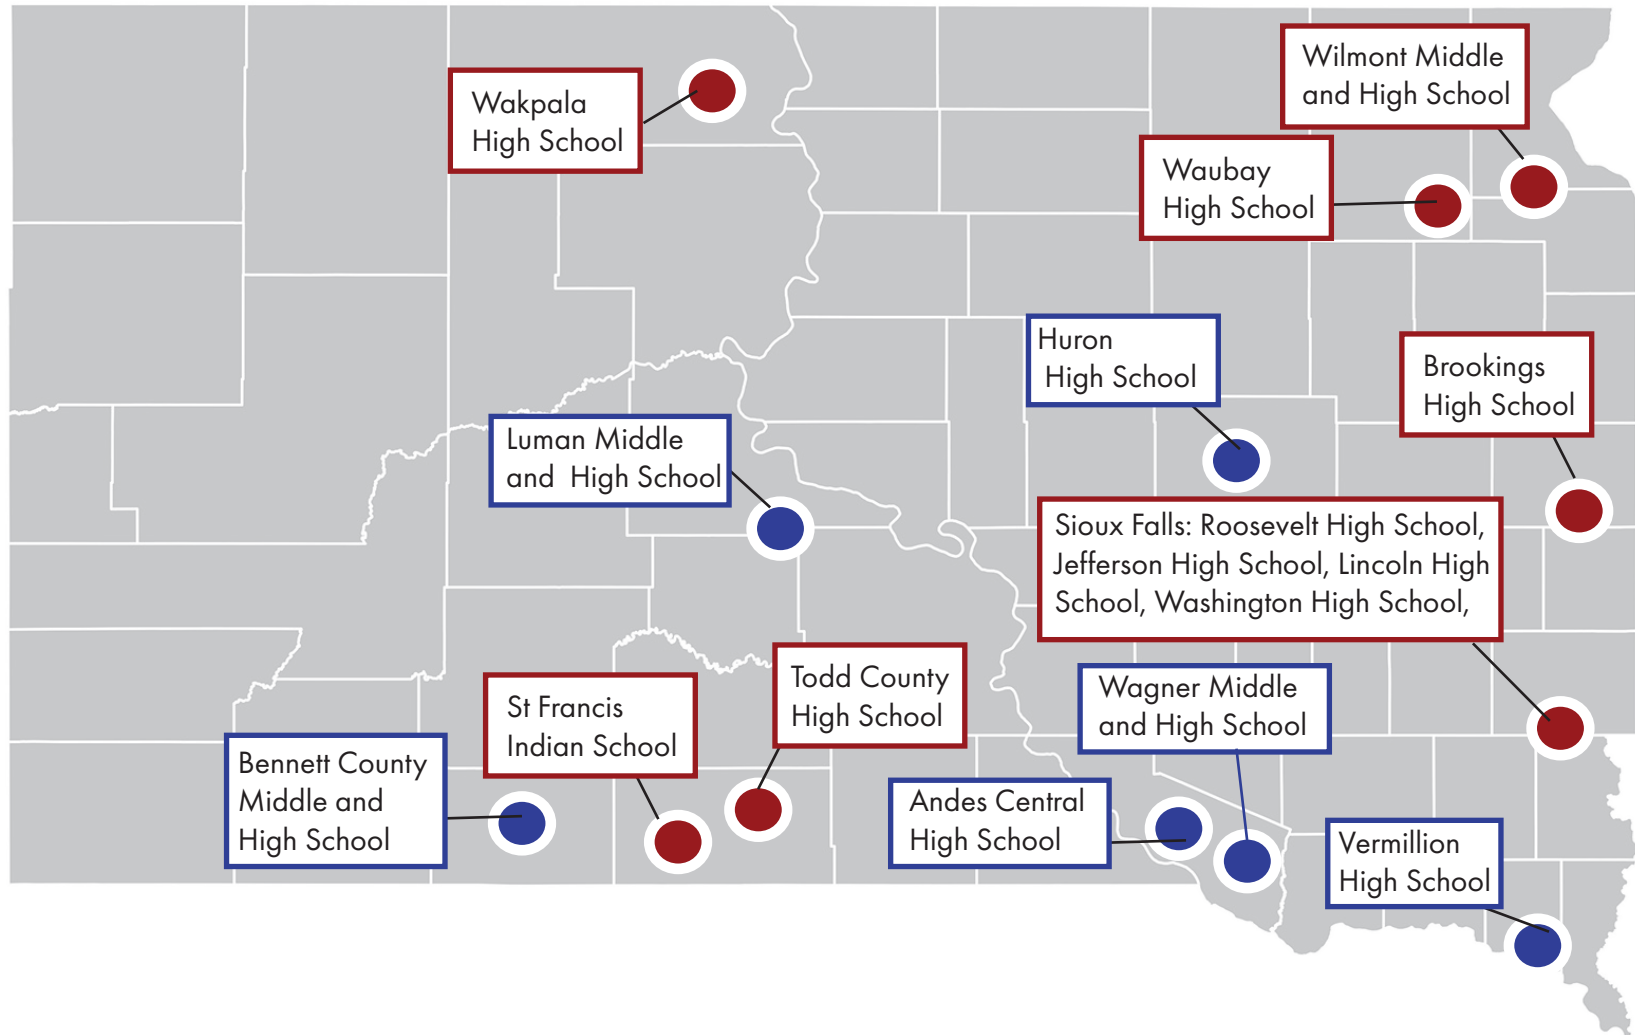 Wilmont Middle
and High School
Wakpala
High School
Waubay
High School
Huron
High School
Brookings
High School
Luman Middle
and  High School
Sioux Falls: Roosevelt High School,
Jefferson High School, Lincoln High
School, Washington High School,
Todd County
High School
Wagner Middle
and High School
St Francis
Indian School
Bennett County
Middle and
High School
Andes Central
High School
Vermillion
High School